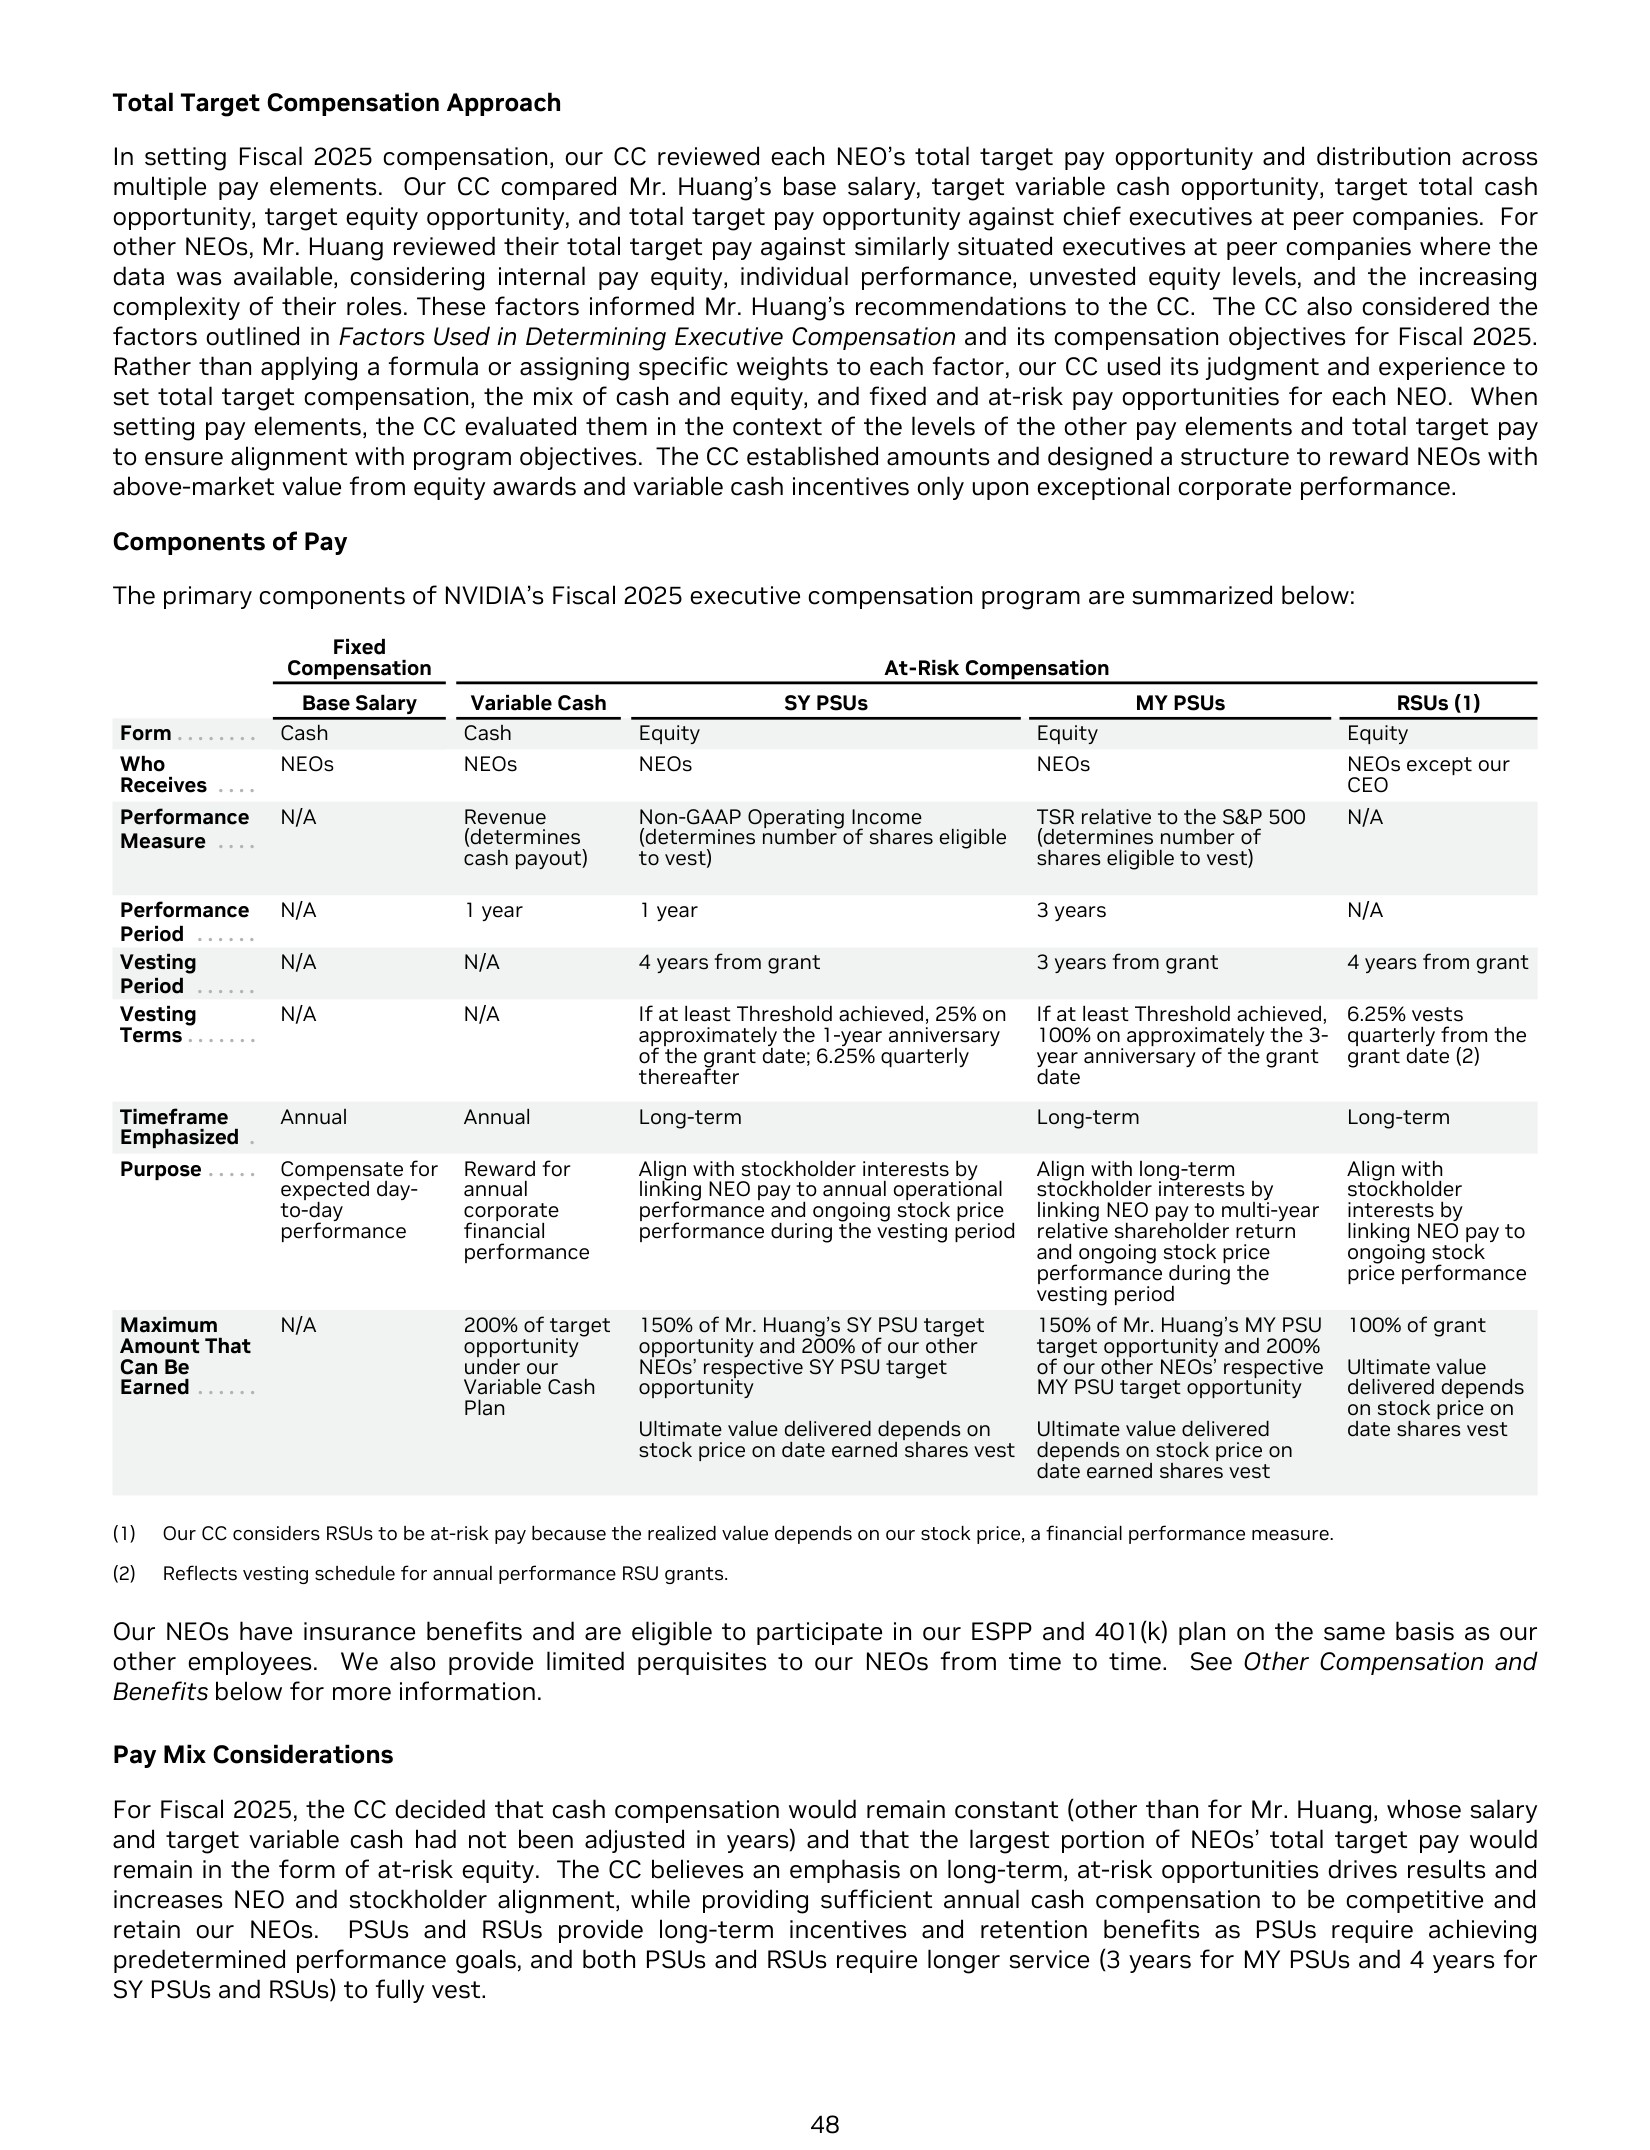 Total Target Compensation Approach
In setting Fiscal 2025 compensation, our CC reviewed each NEO's total target pay opportunity and distribution across
multiple pay elements.  Our CC compared Mr. Huang's base salary, target variable cash opportunity, target total cash
opportunity, target equity opportunity, and total target pay opportunity against chief executives at peer companies.  For
other NEOs, Mr. Huang reviewed their total target pay against similarly situated executives at peer companies where the
data was available, considering internal pay equity, individual performance, unvested equity levels, and the increasing
complexity of their roles. These factors informed Mr. Huang's recommendations to the CC.  The CC also considered the
factors outlined in Factors Used in Determining Executive Compensation and its compensation objectives for Fiscal 2025.
Rather than applying a formula or assigning specific weights to each factor, our CC used its judgment and experience to
set total target compensation, the mix of cash and equity, and fixed and at-risk pay opportunities for each NEO.  When
setting pay elements, the CC evaluated them in the context of the levels of the other pay elements and total target pay
to ensure alignment with program objectives.  The CC established amounts and designed a structure to reward NEOs with
above-market value from equity awards and variable cash incentives only upon exceptional corporate performance.
Components of Pay
The primary components of NVIDIA's Fiscal 2025 executive compensation program are summarized below:
Fixed
Compensation
At-Risk Compensation
Base Salary
Variable Cash
SY PSUs
MY PSUs
RSUs (1)
Form ........
Cash
Cash
Equity
Equity
Equity
Who
Receives ....
NEOs
NEOs
NEOs
NEOs
NEOs except our
CEO
Performance
Measure ....
N/A
Revenue
(determines
cash payout)
Non-GAAP Operating Income
(determines number of shares eligible
to vest)
TSR relative to the S&P 500
(determines number of
shares eligible to vest)
N/A
Performance
Period ......
N/A
1 year
1 year
3 years
N/A
Vesting
Period ......
N/A
N/A
4 years from grant
3 years from grant
4 years from grant
Vesting
Terms .......
N/A
N/A
If at least Threshold achieved, 25% on
approximately the 1-year anniversary
of the grant date; 6.25% quarterly
thereafter
If at least Threshold achieved,
100% on approximately the 3-
year anniversary of the grant
date
6.25% vests
quarterly from the
grant date (2)
Timeframe
Emphasized .
Annual
Annual
Long-term
Long-term
Long-term
Purpose .....
Compensate for
expected day-
to-day
performance
Reward for
annual
corporate
financial
performance
Align with stockholder interests by
linking NEO pay to annual operational
performance and ongoing stock price
performance during the vesting period
Align with long-term
stockholder interests by
linking NEO pay to multi-year
relative shareholder return
and ongoing stock price
performance during the
vesting period
Align with
stockholder
interests by
linking NEO pay to
ongoing stock
price performance
Maximum
Amount That
Can Be
Earned ......
N/A
200% of target
opportunity
under our
Variable Cash
Plan
150% of Mr. Huang's SY PSU target
opportunity and 200% of our other
NEOs' respective SY PSU target
opportunity
Ultimate value delivered depends on
stock price on date earned shares vest
150% of Mr. Huang's MY PSU
target opportunity and 200%
of our other NEOs' respective
MY PSU target opportunity
Ultimate value delivered
depends on stock price on
date earned shares vest
100% of grant
Ultimate value
delivered depends
on stock price on
date shares vest
(1) Our CC considers RSUs to be at-risk pay because the realized value depends on our stock price, a financial performance measure.
(2) Reflects vesting schedule for annual performance RSU grants.
Our NEOs have insurance benefits and are eligible to participate in our ESPP and 401(k) plan on the same basis as our
other employees.  We also provide limited perquisites to our NEOs from time to time.  See Other Compensation and
Benefits below for more information.
Pay Mix Considerations
For Fiscal 2025, the CC decided that cash compensation would remain constant (other than for Mr. Huang, whose salary
and target variable cash had not been adjusted in years) and that the largest portion of NEOs' total target pay would
remain in the form of at-risk equity.  The CC believes an emphasis on long-term, at-risk opportunities drives results and
increases NEO and stockholder alignment, while providing sufficient annual cash compensation to be competitive and
retain our NEOs.  PSUs and RSUs provide long-term incentives and retention benefits as PSUs require achieving
predetermined performance goals, and both PSUs and RSUs require longer service (3 years for MY PSUs and 4 years for
SY PSUs and RSUs) to fully vest.
48